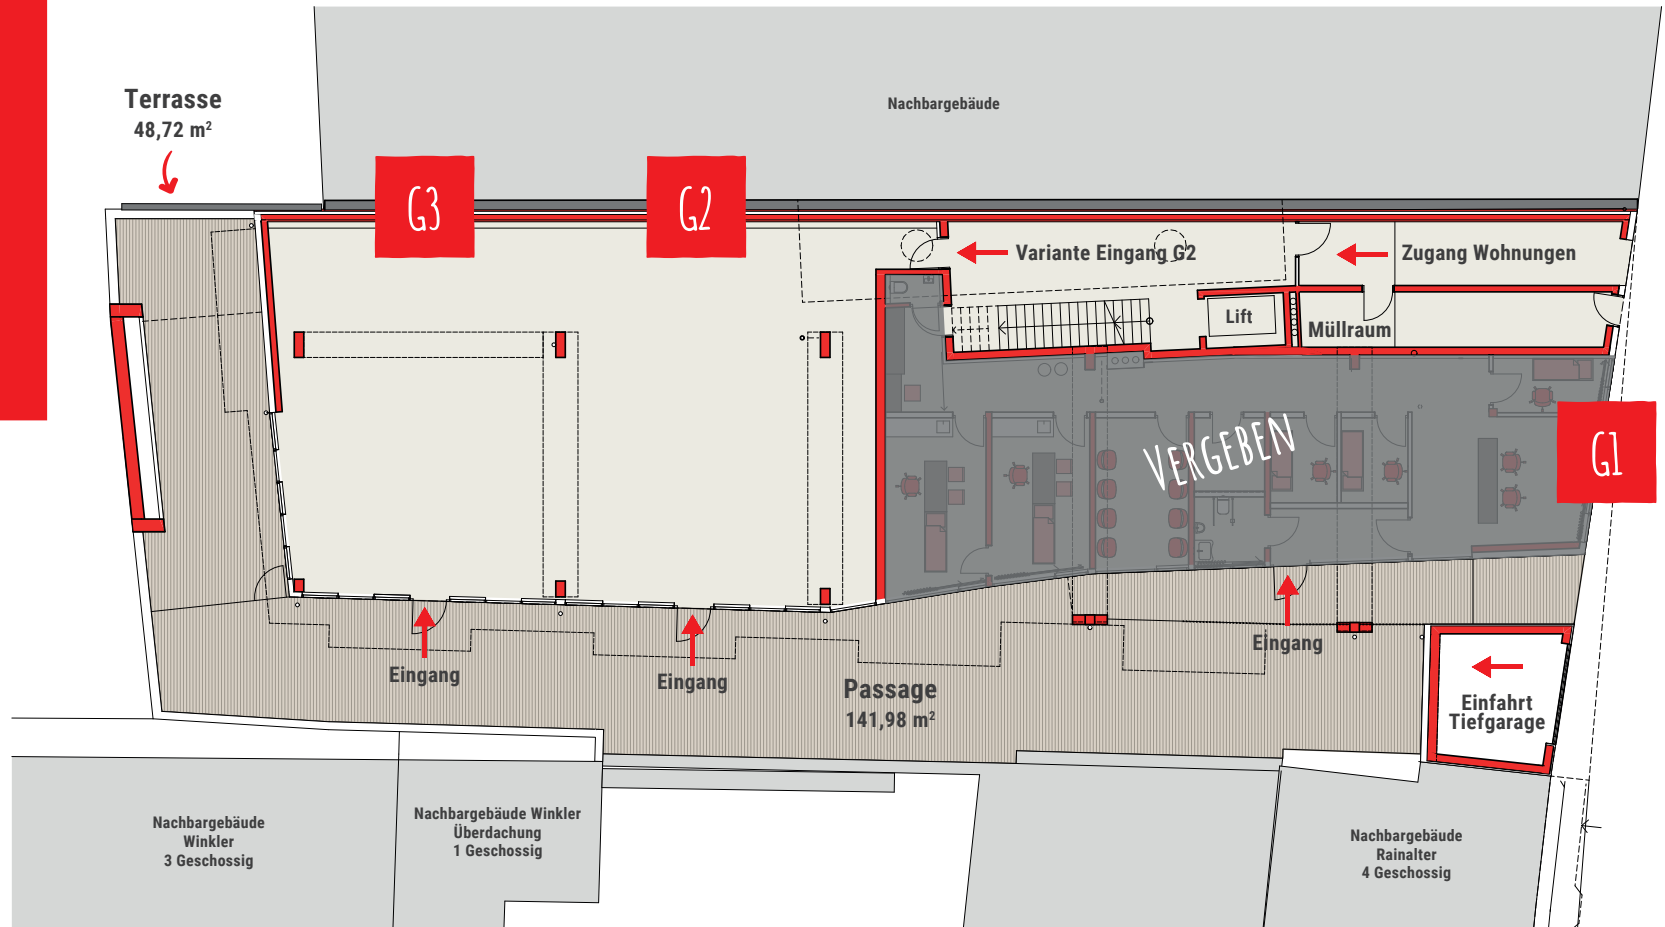 Nachbargebäude
Terrasse
48,72 m²
G3
G2
Variante Eingang G2
Zugang Wohnungen
Lift
Müllraum
VERGEBEN
G1
Eingang
Eingang
Eingang
Passage
141,98 m²
Einfahrt
Tiefgarage
Nachbargebäude
Winkler
3 Geschossig
Nachbargebäude Winkler
Überdachung
1 Geschossig
Nachbargebäude
Rainalter
4 Geschossig